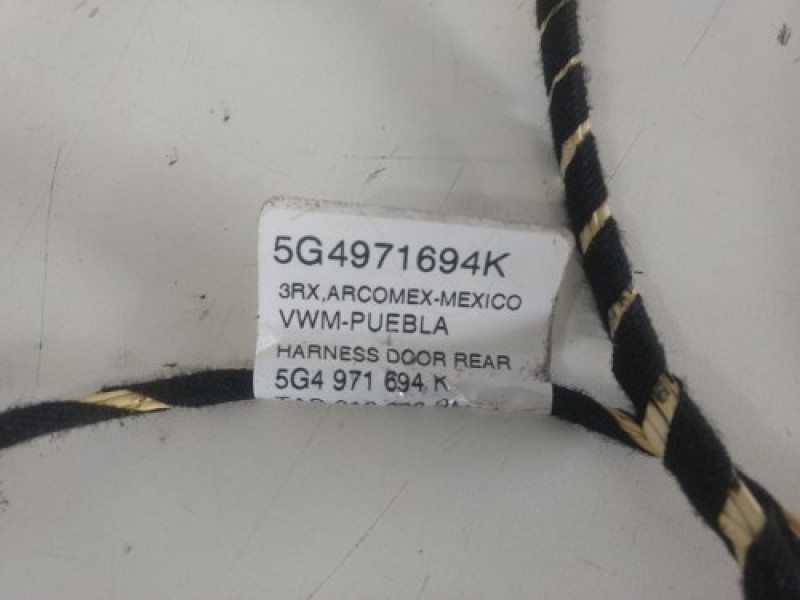 5G4971694K
3RX,ARCOMEX-MEXICO
VWM-PUEBLA
HARNESS DOOR REAR
5G4 971 694 K